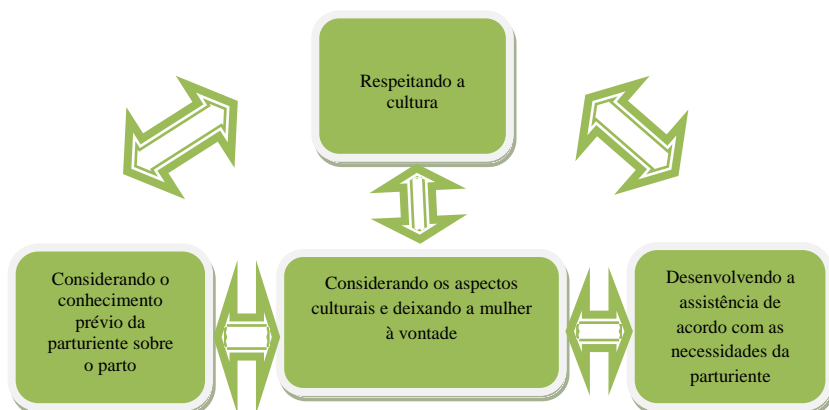 Respeitando a
cultura
Considerando o
conhecimento
prévio da
parturiente sobre
o parto
Considerando os aspectos
culturais e deixando a mulher
à vontade
Desenvolvendo a
assistência de
acordo com as
necessidades da
parturiente